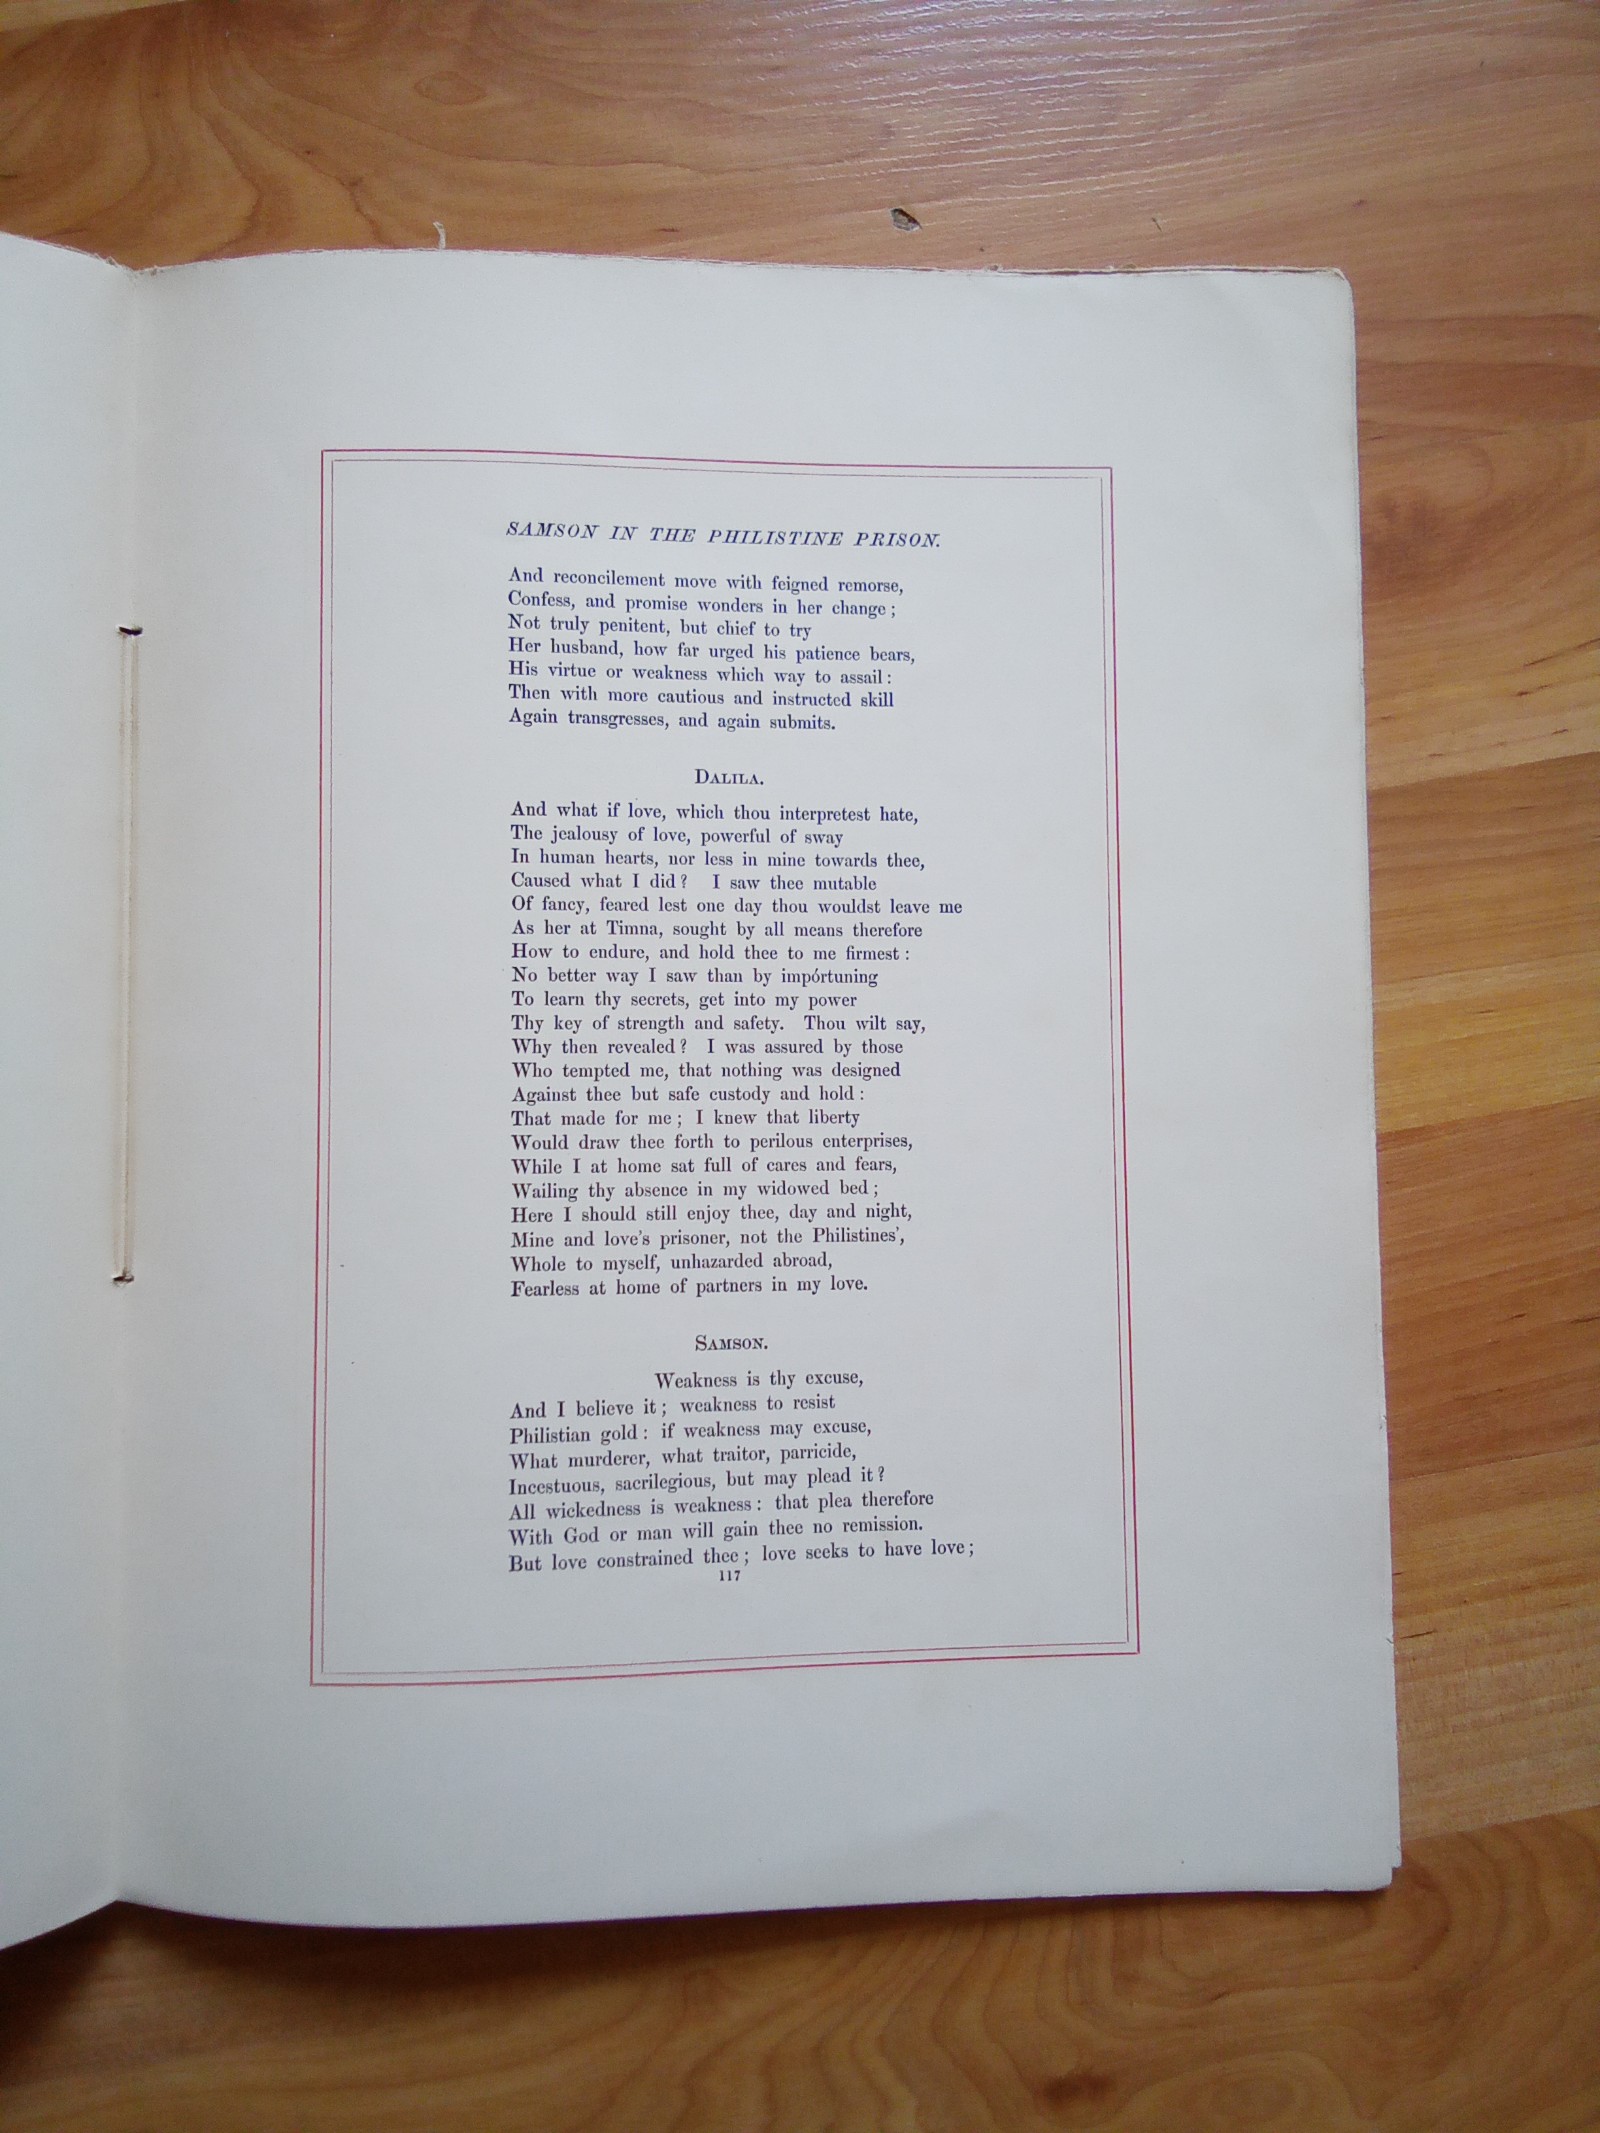 SAMSON IN THE PHILISTINE PRISON.
And reconcilement move with feigned remorse,
Confess, and promise wonders in her change;
Not truly penitent, but chief to try
Her husband, how far urged his patience bears,
His virtue or weakness which way to assail:
Then with more cautious and instructed skill
Again transgresses, and again submits.
DALILA.
And what if love, which thou interpretest hate,
The jealousy of love, powerful of sway
In human hearts, nor less in mine towards thee,
Caused what I did? I saw thee mutable
Of fancy, feared lest one day thou wouldst leave me
As her at Timna, sought by all means therefore
How to endure, and hold thee to me firmest:
No better way I saw than by impórtuning
To learn thy secrets, get into my power
Thy key of strength and safety. Thou wilt say,
Why then revealed? I was assured by those
Who tempted me, that nothing was designed
Against thee but safe custody and hold:
That made for me; I knew that liberty
Would draw thee forth to perilous enterprises,
While I at home sat full of cares and fears,
Wailing thy absence in my widowed bed;
Here I should still enjoy thee, day and night,
Mine and love's prisoner, not the Philistines',
Whole to myself, unhazarded abroad,
Fearless at home of partners in my love.
SAMSON.
Weakness is thy excuse,
And I believe it; weakness to resist
Philistian gold: if weakness may excuse,
What murderer, what traitor, parricide,
Incestuous, sacrilegious, but may plead it?
All wickedness is weakness: that plea therefore
With God or man will gain thee no remission.
But love constrained thee; love seeks to have love;
117